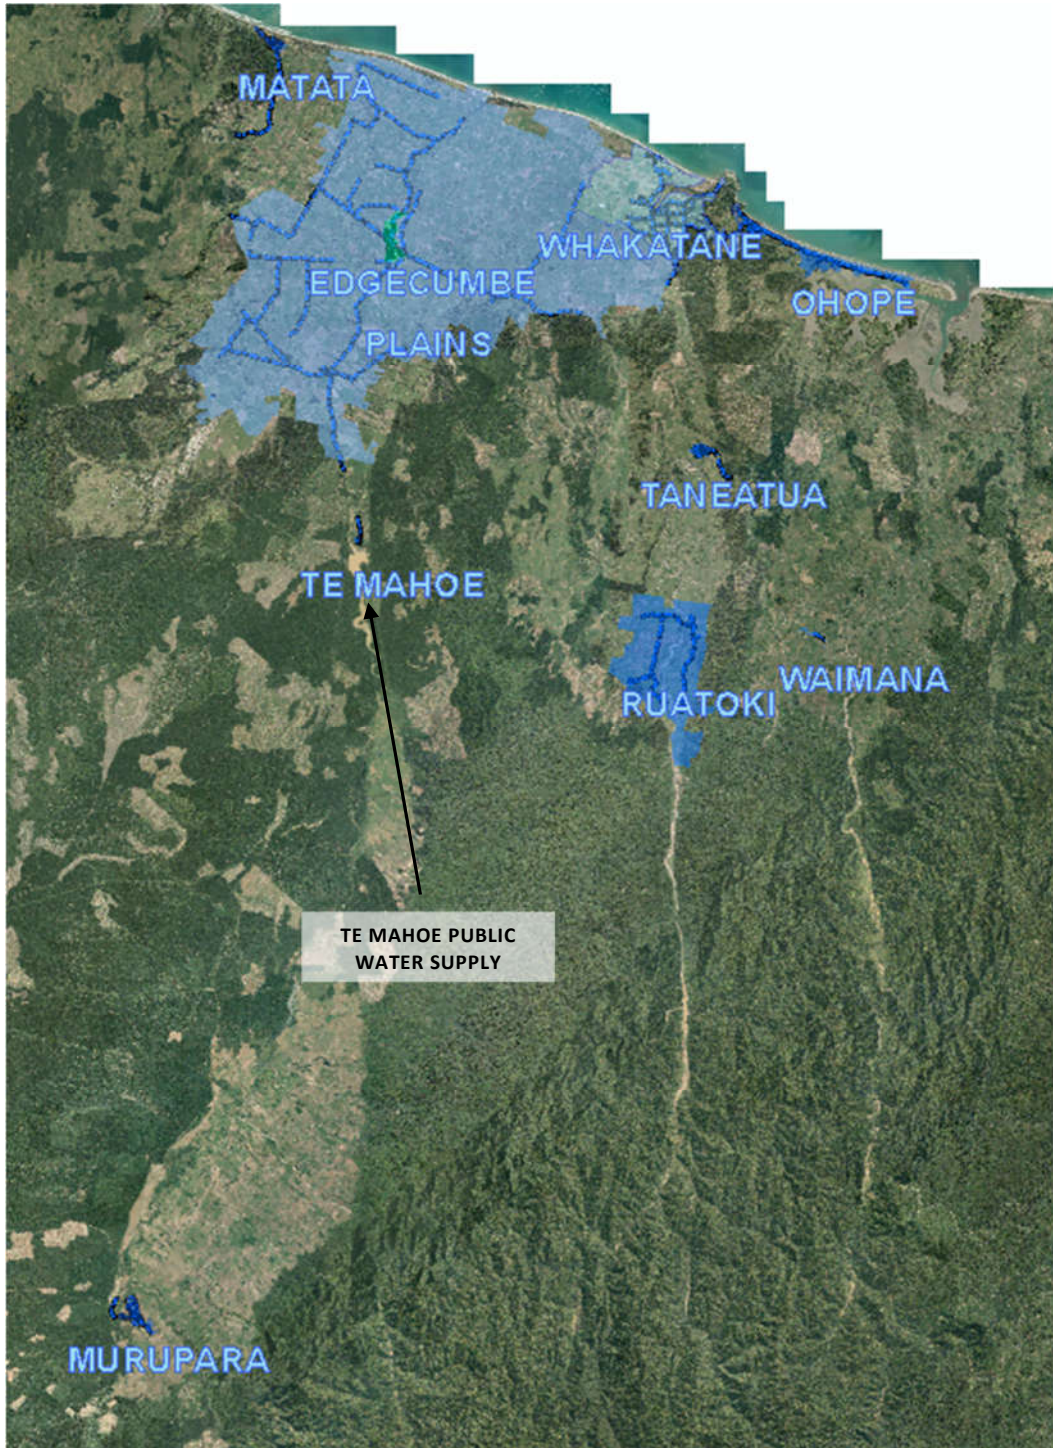 MATATA
WHAKATANE
EDGECUMBE
OHOPE
PLAINS
TANEATUA
TE MAHOE
WAIMANA
RUATOKI
TE MAHOE PUBLIC
WATER SUPPLY
MURUPARA